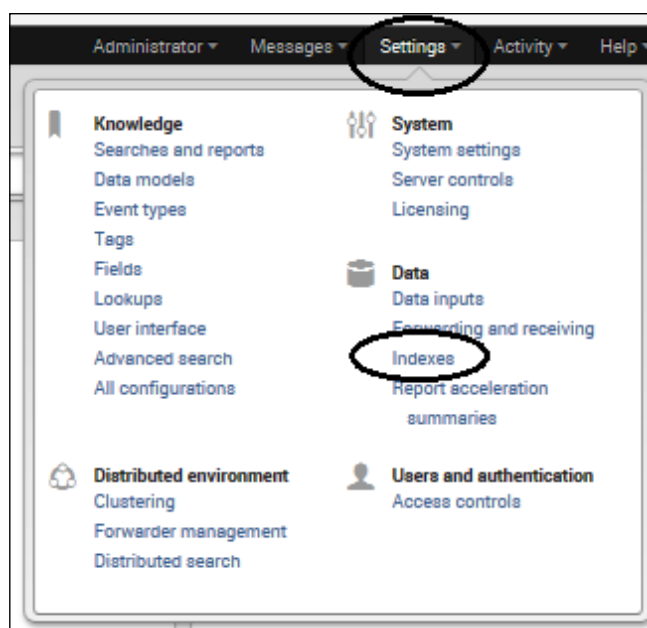 Administrator Messages Settings Activity Help
Knowledge
Searches and reports
Data models
Event types
Tags
Fields
Lookups
User interface
Advanced search
All configurations
System
System settings
Server controls
Licensing
Data
Data inputs
Forwarding and receiving
Indexes
Report acceleration
summaries
Distributed environment
Clustering
Forwarder management
Distributed search
Users and authentication
Access controls